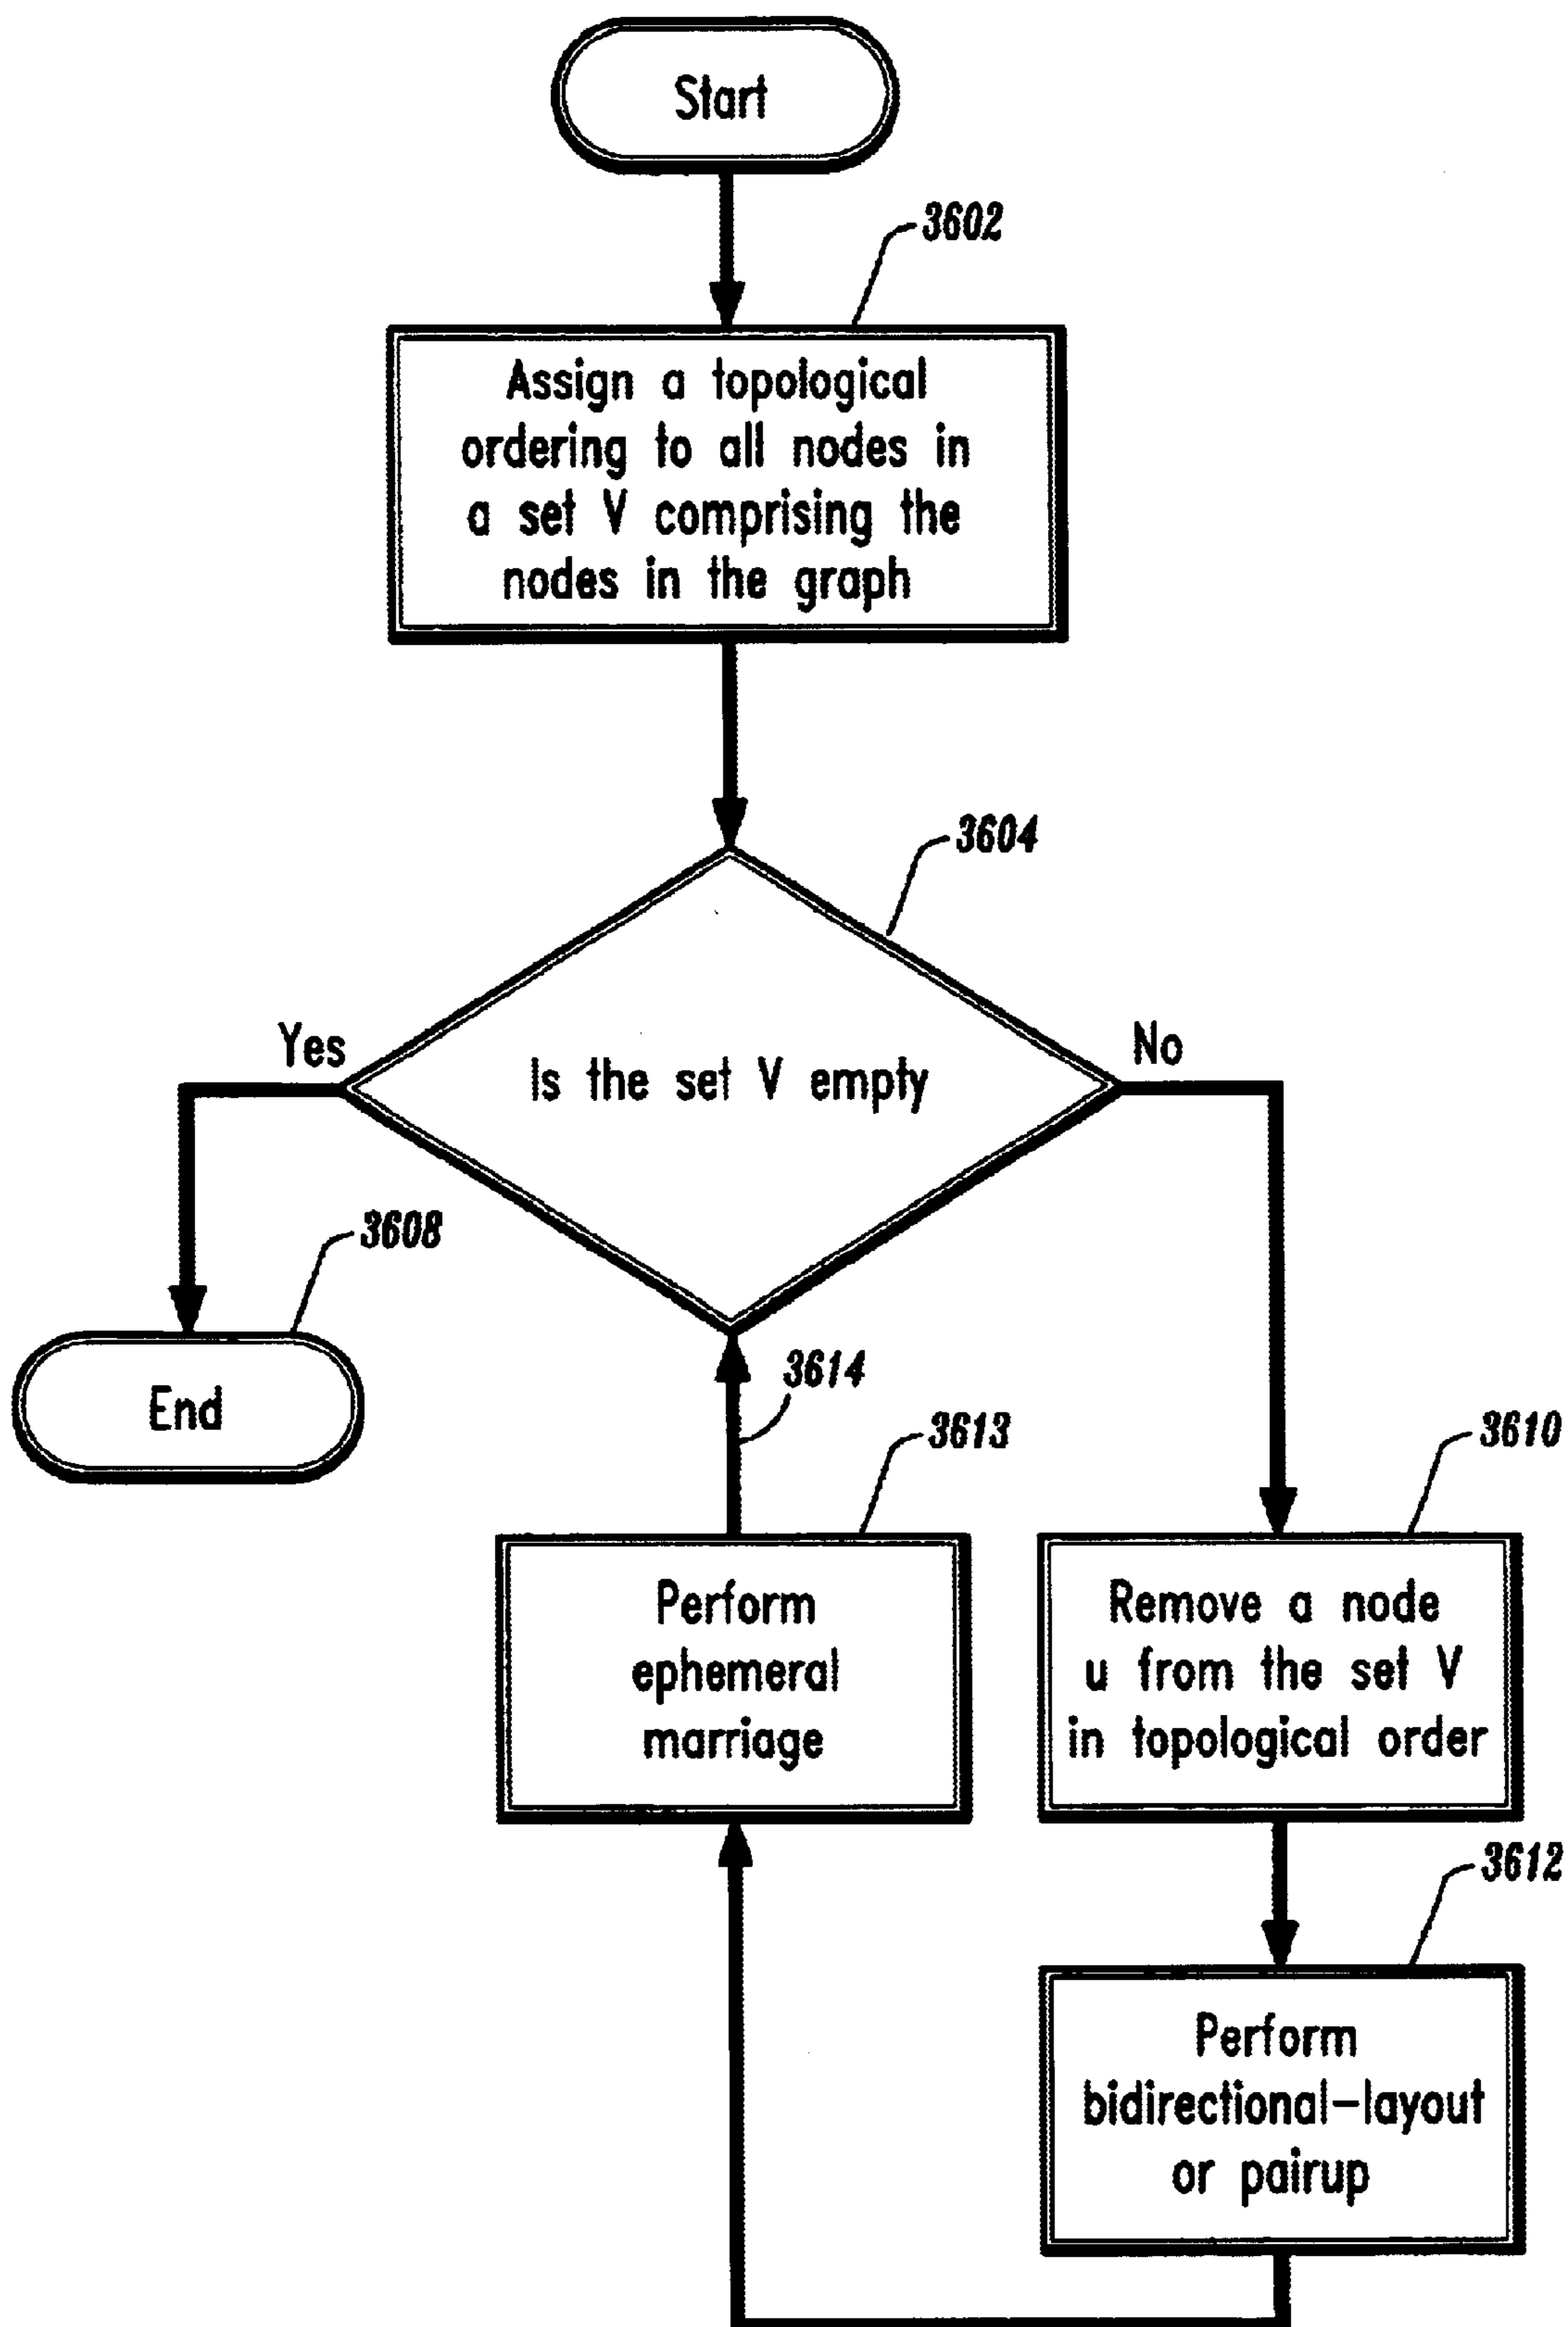 Start
3602
Assign a topological
ordering to all nodes in
a set V comprising the
nodes in the graph
3604
Yes
No
Is the set V empty
3608
End
3614
3613
3610
Perform
ephemeral
marriage
Remove a node
u from the set V
in topological order
3612
Perform
bidirectional-layout
or pairup